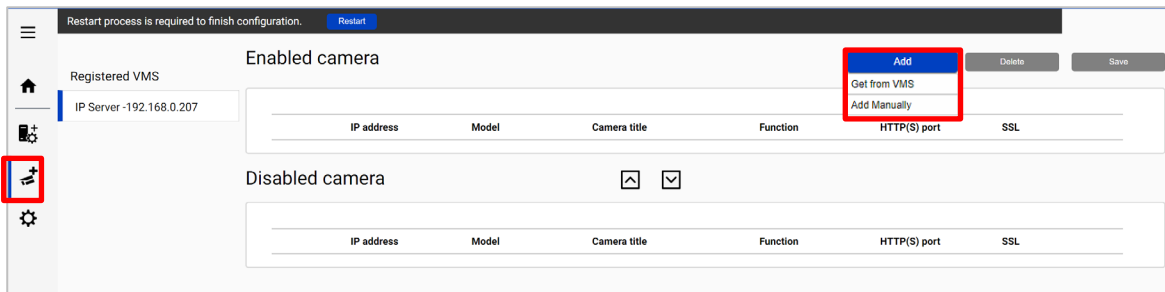 Restart process is required to finish configuration. Restart
Registered VMS
IP Server -192.168.0.207
Enabled camera
Add Delete Save
Get from VMS
Add Manually
IP address Model Camera title Function HTTP(S) port SSL
Disabled camera
IP address Model Camera title Function HTTP(S) port SSL